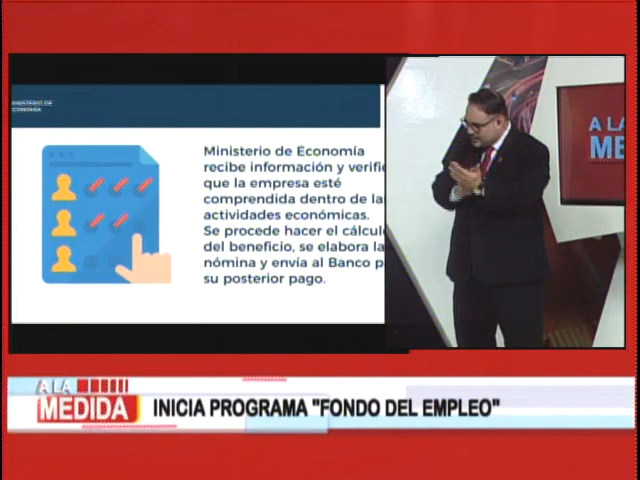 MINISTERIO DE
ECONOMÍA
Ministerio de Economía
recibe información y verific
que la empresa esté
comprendida dentro de las
actividades económicas.
Se procede hacer el cálculo
del beneficio, se elabora la
nómina y envía al Banco p
su posterior pago.
A LA
ME
A LA
MEDIDA
INICIA PROGRAMA "FONDO DEL EMPLEO"